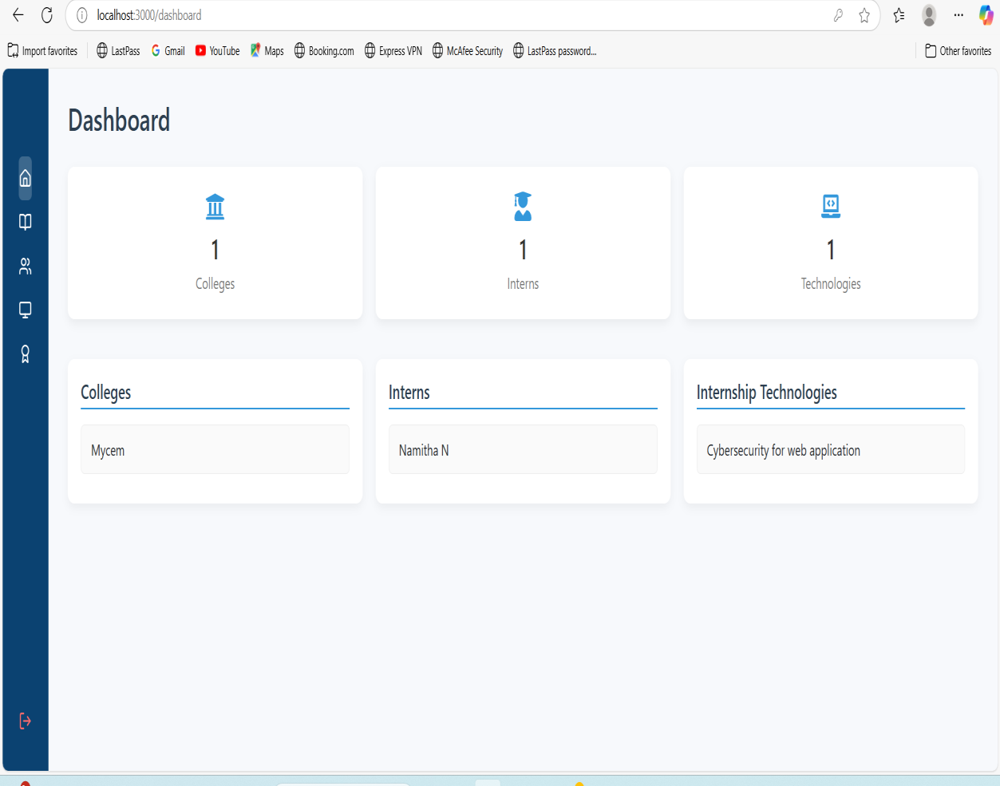 localhost:3000/dashboard
Import favorites LastPass Gmail YouTube Maps Booking.com Express VPN McAfee Security LastPass password... Other favorites
Dashboard
1 1 1
Colleges Interns Technologies
Colleges Interns Internship Technologies
Mycem Namitha N Cybersecurity for web application